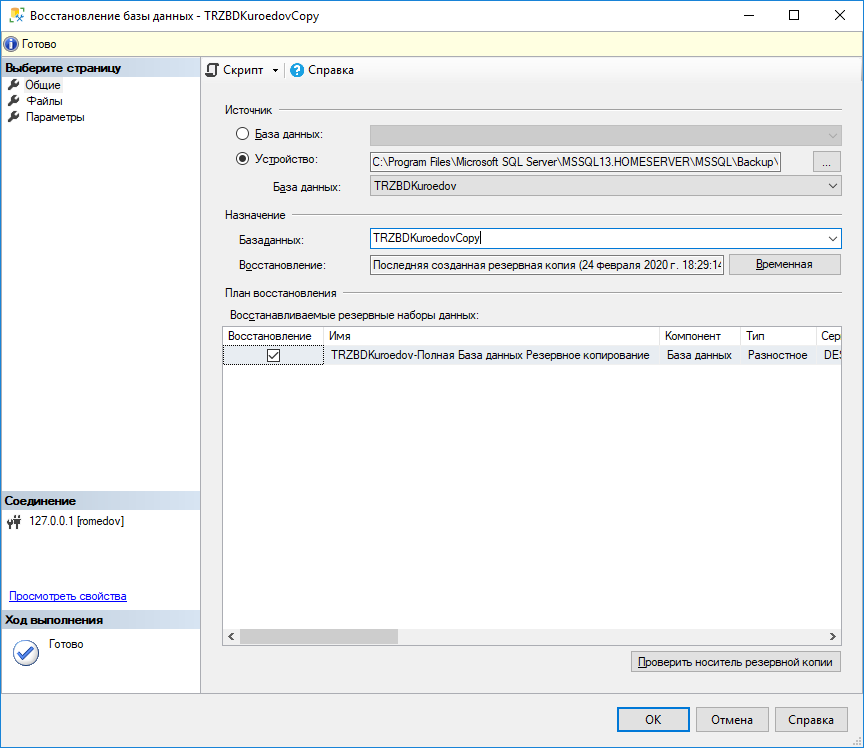 Восстановление базы данных - TRZBDKuroedovCopy
Готово
Выберите страницу
Общие
Файлы
Параметры
Скрипт
Справка
Источник
База данных:
Устройство:
C:\Program Files\Microsoft SQL Server\MSSQL13.HOMESERVER\MSSQL\Backup\
...
База данных:
TRZBDKuroedov
Назначение
Базаданных:
TRZBDKuroedovCopy
Восстановление:
Последняя созданная резервная копия (24 февраля 2020 г. 18:29:14
Временная
План восстановления
Восстанавливаемые резервные наборы данных:
Восстановление Имя Компонент Тип Сер
TRZBDKuroedov-Полная База данных Резервное копирование База данных Разностное DES
Соединение
127.0.0.1 [romedov]
Просмотреть свойства
Ход выполнения
Готово
Проверить носитель резервной копии
ОК Отмена Справка